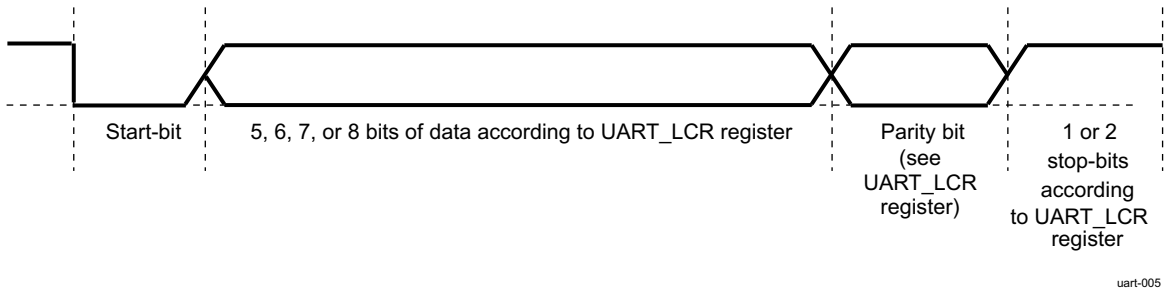 Start-bit
5, 6, 7, or 8 bits of data according to UART_LCR register
Parity bit
(see
UART_LCR
register)
1 or 2
stop-bits
according
to UART_LCR
register
uart-005